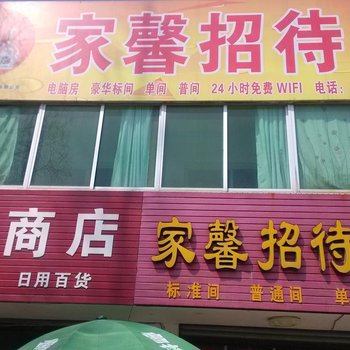 家馨招待
电脑房 豪华标间 单间 普间 24小时免费WIFI 电话:
商店
日用百货
家馨招待
标准间 普通间 单